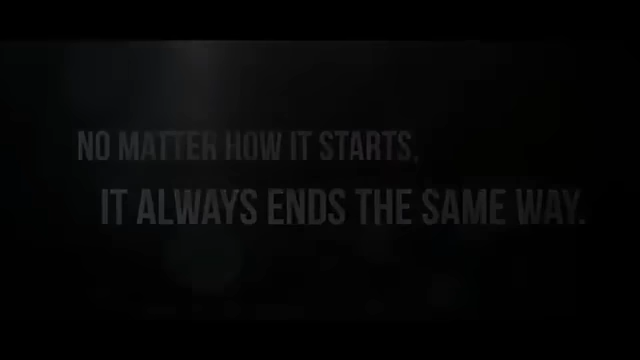 NO MATTER HOW IT STARTS,
IT ALWAYS ENDS THE SAME WAY.